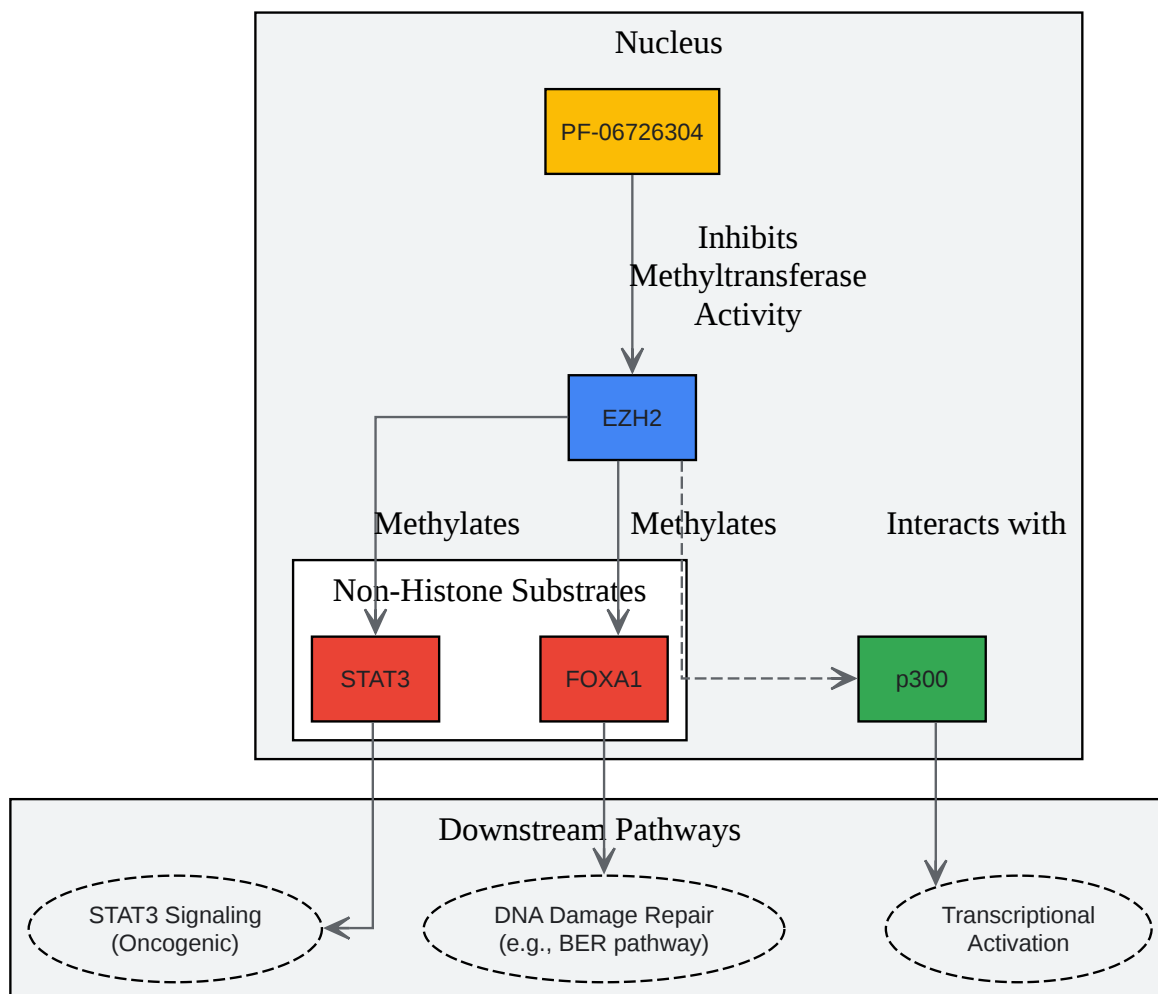 Nucleus
PF-06726304
Inhibits
Methyltransferase
Activity
EZH2
Methylates
Methylates
Interacts with
Non-Histone Substrates
STAT3
FOXA1
p300
Downstream Pathways
STAT3 Signaling
(Oncogenic)
DNA Damage Repair
(e.g., BER pathway)
Transcriptional
Activation